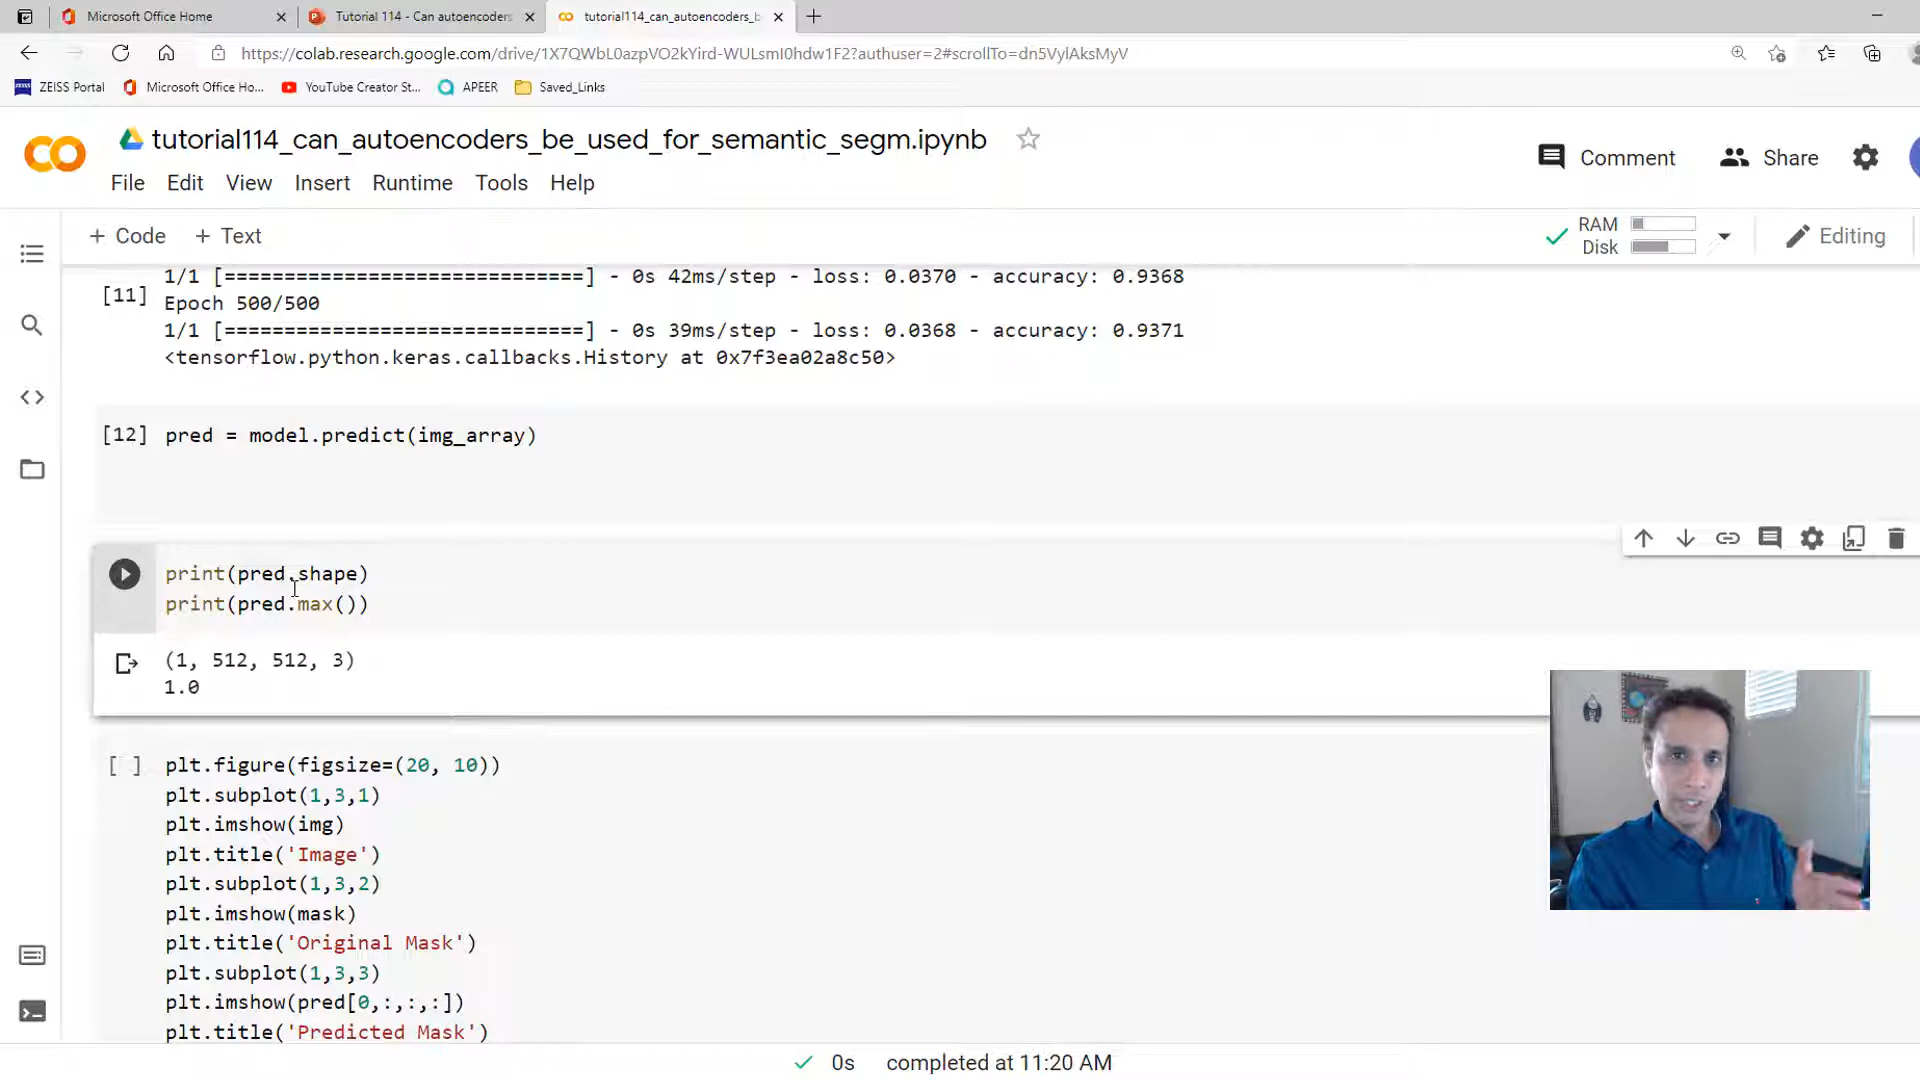 Microsoft Office Home
Tutorial 114 - Can autoencoders
tutorial114_can_autoencoders_b
https://colab.research.google.com/drive/1X7QWbL0azpVO2kYird-WULsmI0hdw1F2?authuser=2#scrollTo=dn5VylAksMyV
ZEISS Portal
Microsoft Office Ho...
YouTube Creator St...
APEER
Saved_Links
tutorial114_can_autoencoders_be_used_for_semantic_segm.ipynb
Comment
Share
File Edit View Insert Runtime Tools Help
+ Code + Text
RAM
Disk
Editing
1/1 [==============================] - 0s 42ms/step - loss: 0.0370 - accuracy: 0.9368
[11]
Epoch 500/500
1/1 [==============================] - 0s 39ms/step - loss: 0.0368 - accuracy: 0.9371
<tensorflow.python.keras.callbacks.History at 0x7f3ea02a8c50>
[12] pred = model.predict(img_array)
print(pred.shape)
print(pred.max())
(1, 512, 512, 3)
1.0
[ ] plt.figure(figsize=(20, 10))
plt.subplot(1,3,1)
plt.imshow(img)
plt.title('Image')
plt.subplot(1,3,2)
plt.imshow(mask)
plt.title('Original Mask')
plt.subplot(1,3,3)
plt.imshow(pred[0,:,:,:])
plt.title('Predicted Mask')
0s completed at 11:20 AM